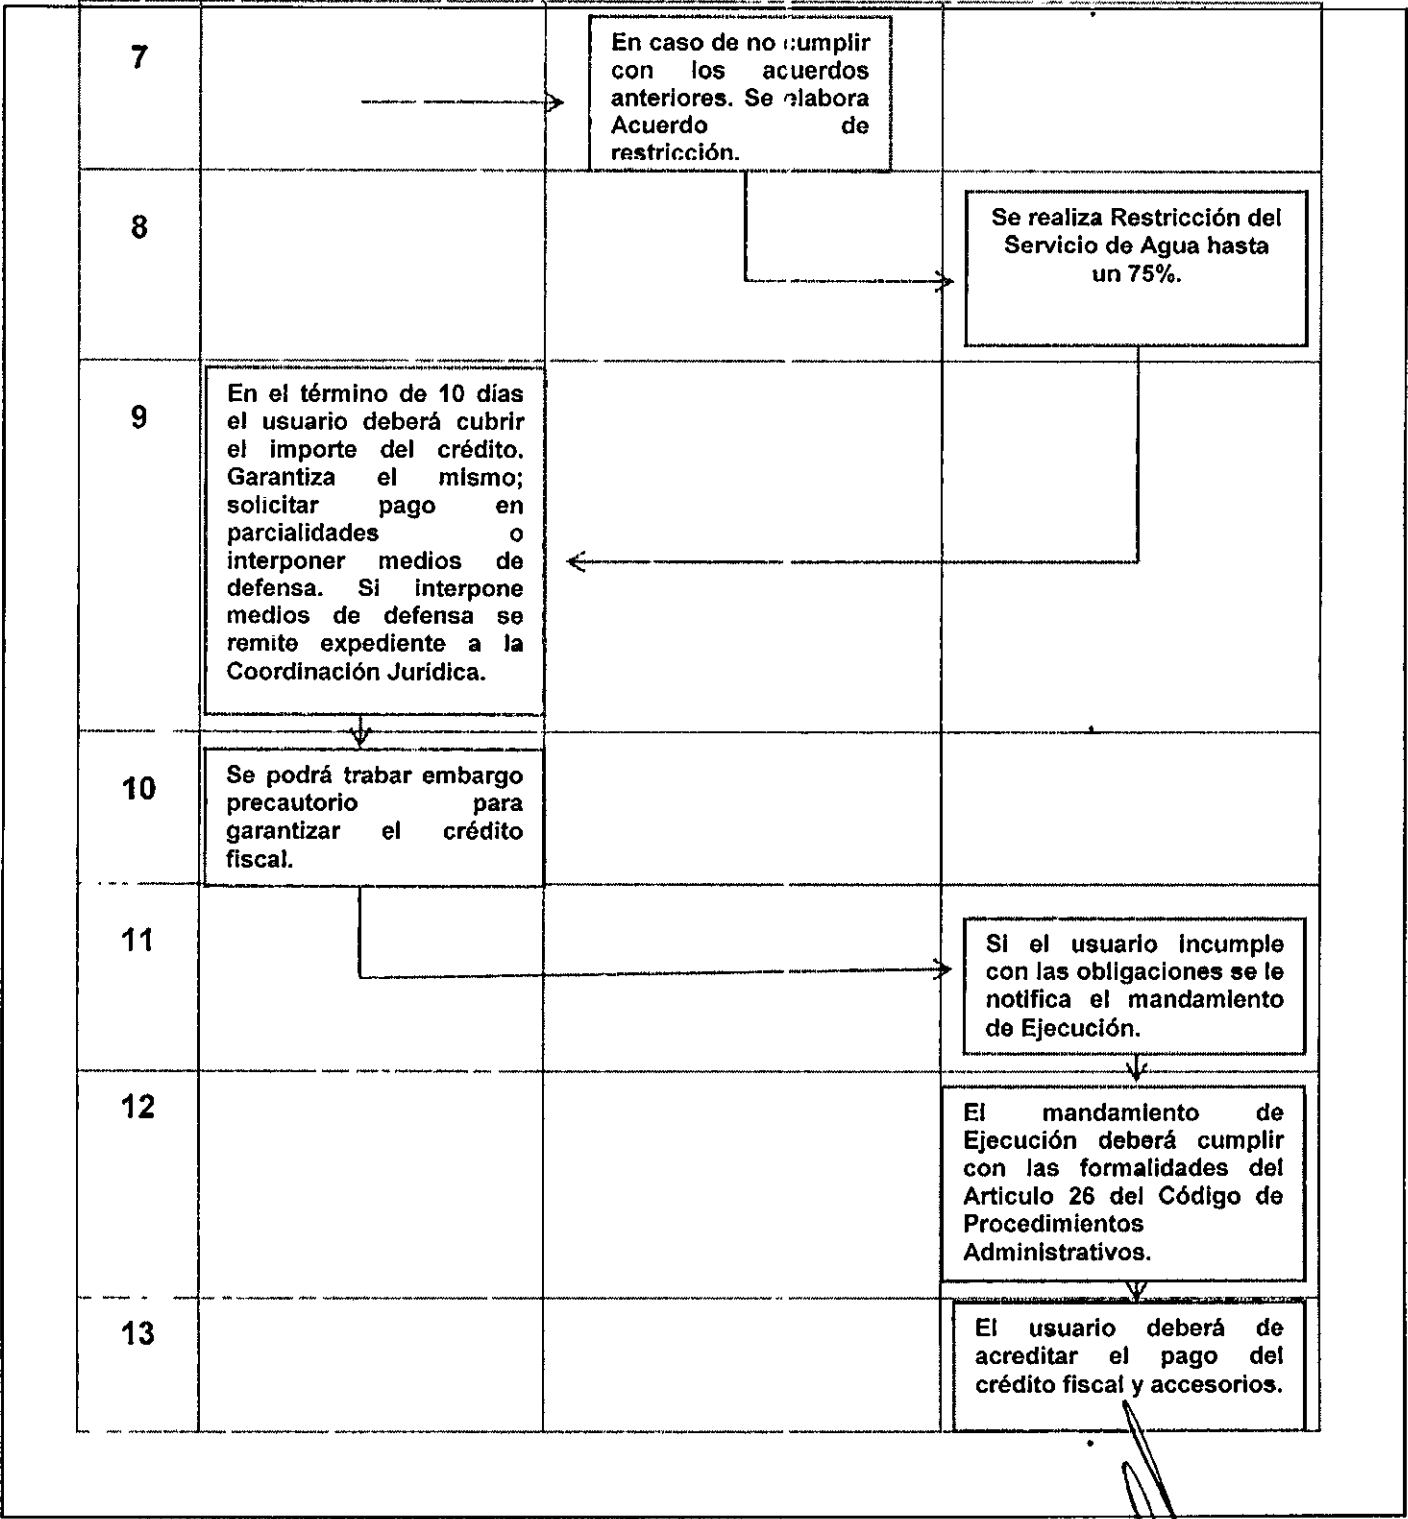 7
En caso de no cumplir
con los acuerdos
anteriores. Se elabora
Acuerdo de
restricción.
8
Se realiza Restricción del
Servicio de Agua hasta
un 75%.
9
En el término de 10 días
el usuario deberá cubrir
el importe del crédito.
Garantiza el mismo;
solicitar pago en
parcialidades o
interponer medios de
defensa. Si interpone
medios de defensa se
remite expediente a la
Coordinación Jurídica.
10
Se podrá trabar embargo
precautorio para
garantizar el crédito
fiscal.
11
Si el usuario incumple
con las obligaciones se le
notifica el mandamiento
de Ejecución.
12
El mandamiento de
Ejecución deberá cumplir
con las formalidades del
Articulo 26 del Código de
Procedimientos
Administrativos.
13
El usuario deberá de
acreditar el pago del
crédito fiscal y accesorios.